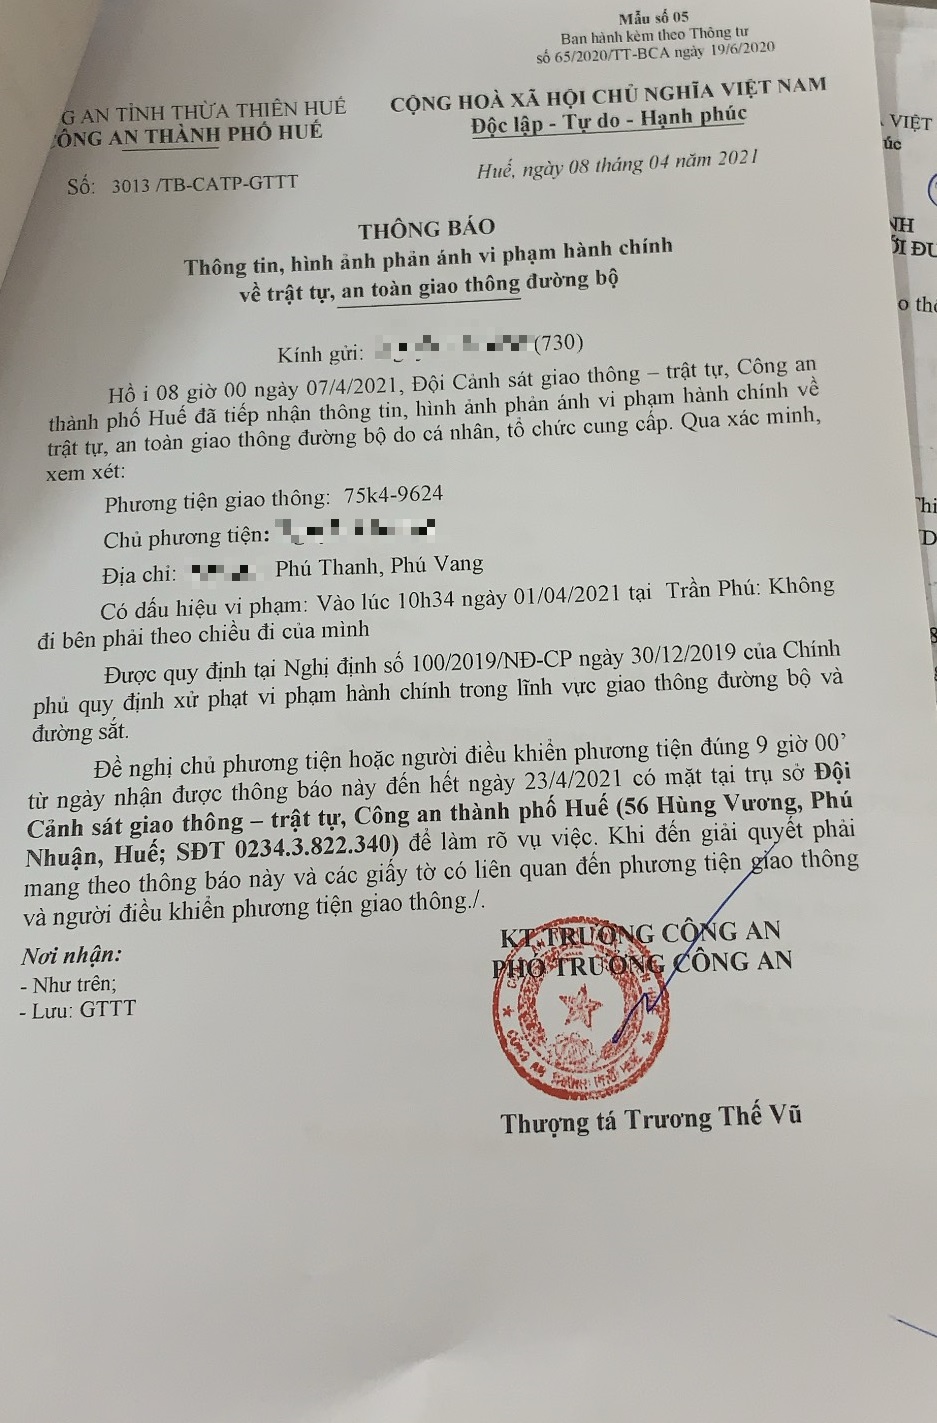 Mẫu số 05
Ban hành kèm theo Thông tư
số 65/2020/TT-BCA ngày 19/6/2020
G AN TỈNH THỪA THIÊN HUẾ
CÔNG AN THÀNH PHỐ HUẾ
CỘNG HOÀ XÃ HỘI CHỦ NGHĨA VIỆT NAM
Độc lập - Tự do - Hạnh phúc
Số: 3013 /TB-CATP-GTTT
Huế, ngày 08 tháng 04 năm 2021
THÔNG BÁO
Thông tin, hình ảnh phản ánh vi phạm hành chính
về trật tự, an toàn giao thông đường bộ
Kính gửi: (730)
Hồ i 08 giờ 00 ngày 07/4/2021, Đội Cảnh sát giao thông – trật tự, Công an
thành phố Huế đã tiếp nhận thông tin, hình ảnh phản ánh vi phạm hành chính về
trật tự, an toàn giao thông đường bộ do cá nhân, tổ chức cung cấp. Qua xác minh,
xem xét:
Phương tiện giao thông: 75k4-9624
Chủ phương tiện:
Địa chỉ: Phú Thanh, Phú Vang
Có dấu hiệu vi phạm: Vào lúc 10h34 ngày 01/04/2021 tại Trần Phú: Không
đi bên phải theo chiều đi của mình
Được quy định tại Nghị định số 100/2019/NĐ-CP ngày 30/12/2019 của Chính
phủ quy định xử phạt vi phạm hành chính trong lĩnh vực giao thông đường bộ và
đường sắt.
Đề nghị chủ phương tiện hoặc người điều khiển phương tiện đúng 9 giờ 00’
từ ngày nhận được thông báo này đến hết ngày 23/4/2021 có mặt tại trụ sở Đội
Cảnh sát giao thông – trật tự, Công an thành phố Huế (56 Hùng Vương, Phú
Nhuận, Huế; SĐT 0234.3.822.340) để làm rõ vụ việc. Khi đến giải quyết phải
mang theo thông báo này và các giấy tờ có liên quan đến phương tiện giao thông
và người điều khiển phương tiện giao thông./.
Nơi nhận:
- Như trên;
- Lưu: GTTT
KT.TRƯỞNG CÔNG AN
PHÓ TRƯỞNG CÔNG AN
CÔNG AN THÀNH PHỐ HUẾ
Thượng tá Trương Thế Vũ
VIỆT
úc
NH
ĐƯ